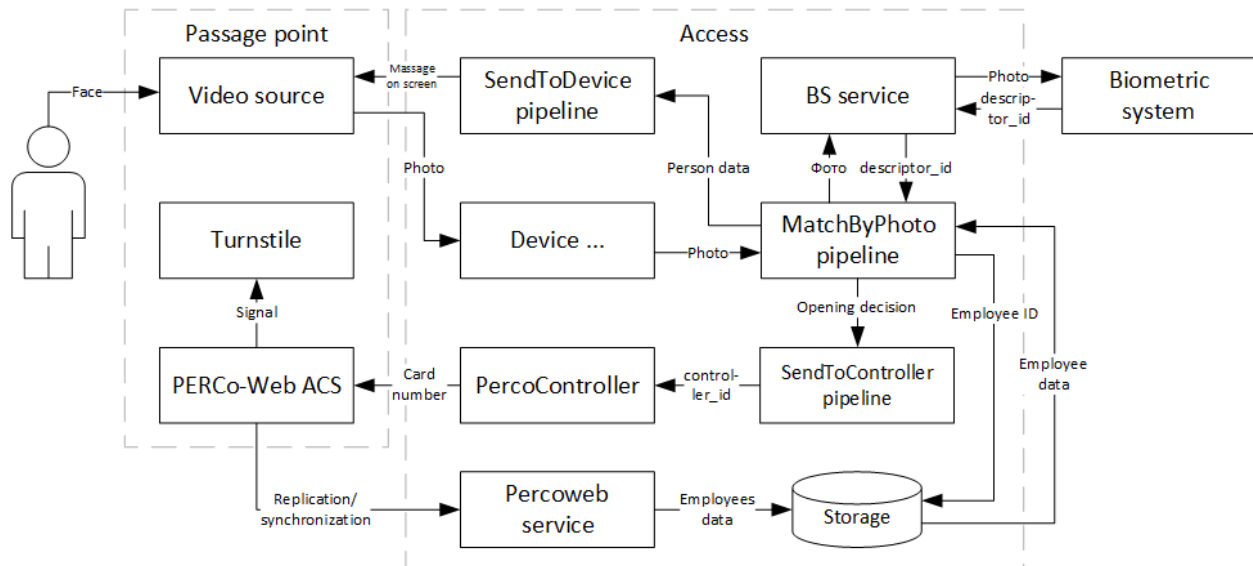 Passage point
Access
Face
Video source
Massage
on screen
SendToDevice
pipeline
BS service
Photo
descrip-
tor_id
Biometric
system
Photo
Person data
Фото
descriptor_id
Turnstile
Device ...
Photo
MatchByPhoto
pipeline
Signal
Opening decision
Employee ID
Employee
data
PERCo-Web ACS
Card
number
PercoController
control-
ler_id
SendToController
pipeline
Replication/
synchronization
Percoweb
service
Employees
data
Storage